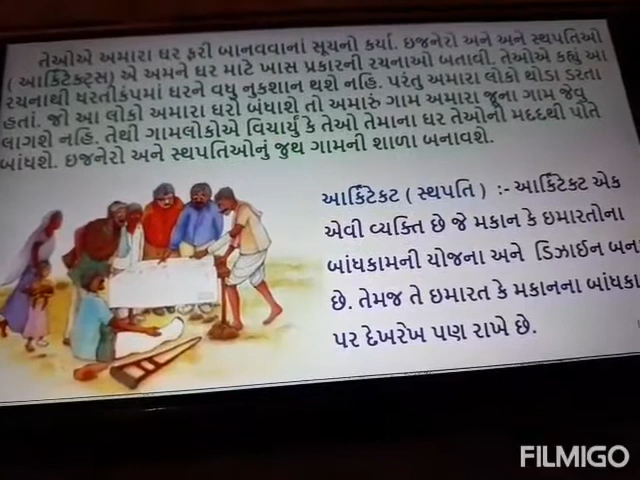 તેઓએ અમારા ઘર ફરી બાનવવાનાં સૂચનો કર્યા. ઇજનેરો અને અને સ્થપતિઓ
( આર્કિટેક્ટ્સ) એ અમને ઘર માટે ખાસ પ્રકારની રચનાઓ બતાવી. તેઓએ કહ્યું આ
રચનાથી ધરતીકંપમાં ઘરને વધુ નુકશાન થશે નહિ. પરંતુ અમારા લોકો થોડા ડરતા
હતાં. જો આ લોકો અમારા ઘરો બંધાશે તો અમારું ગામ અમારા જૂના ગામ જેવું
લાગશે નહિ. તેથી ગામલોકોએ વિચાર્યું કે તેઓ તેમાના ઘર તેઓની મદદથી પોતે
બાંધશે. ઇજનેરો અને સ્થપતિઓનું જુથ ગામની શાળા બનાવશે.
આર્કિટેકટ ( સ્થપતિ ) :- આર્કિટેકટ એક
એવી વ્યક્તિ છે જે મકાન કે ઇમારતોના
બાંધકામની યોજના અને ડિઝાઈન બના
છે. તેમજ તે ઇમારત કે મકાનના બાંધકા
પર દેખરેખ પણ રાખે છે.
FILMIGO